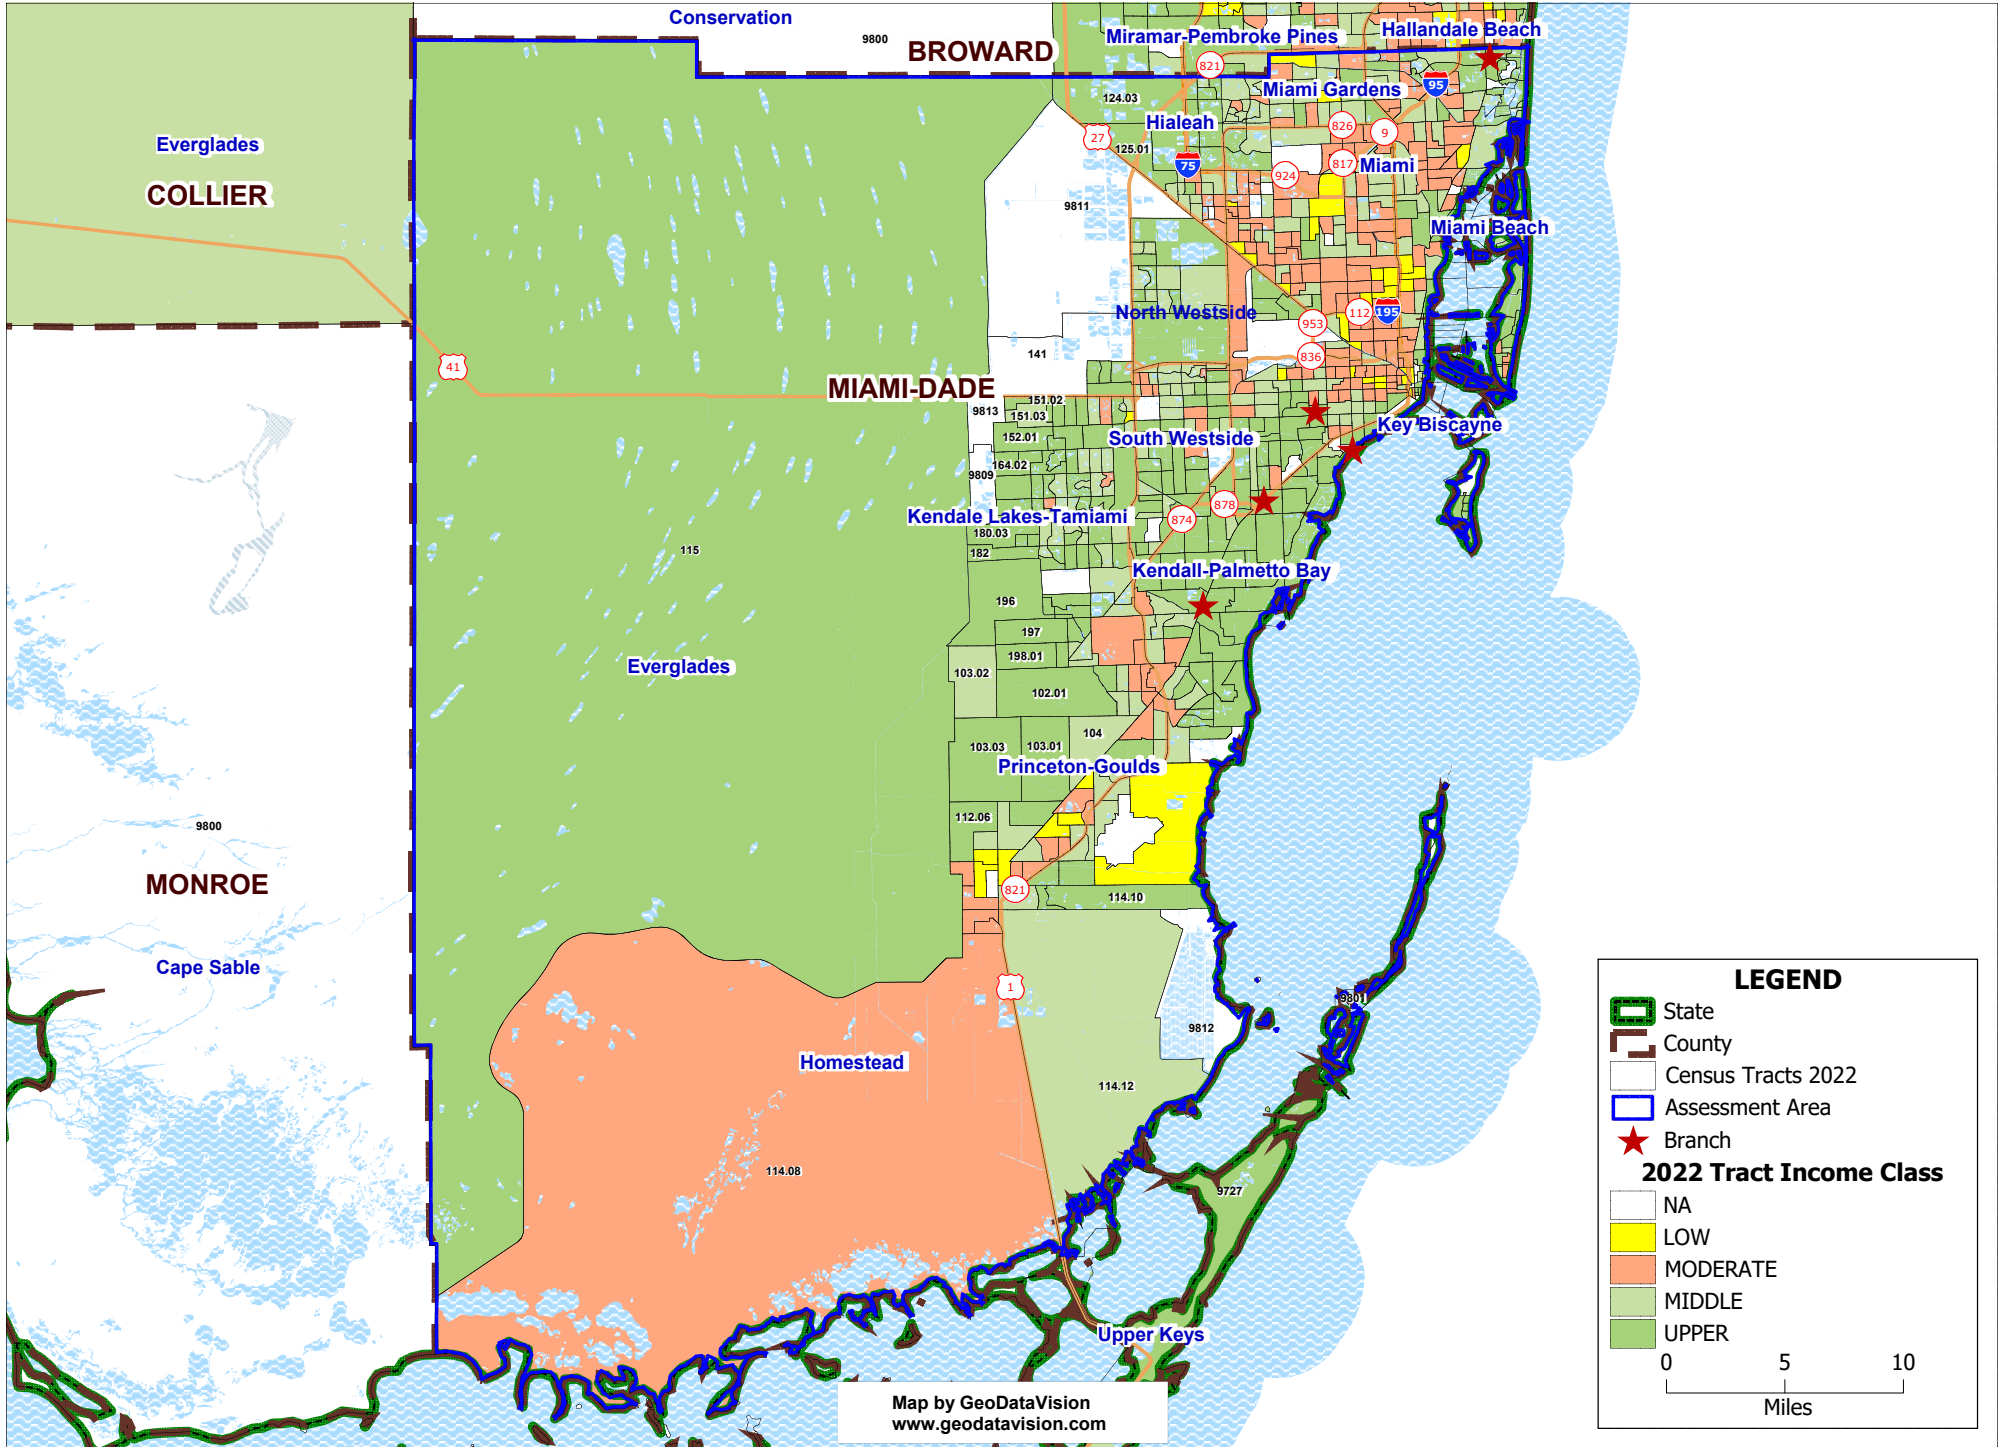 Conservation
9800
BROWARD
Miramar-Pembroke Pines
Hallandale Beach
821
95
Miami Gardens
124.03
Everglades
COLLIER
Hialeah
27
125.01
75
826
9
817
Miami
924
9811
Miami Beach
North Westside
953
112
195
836
141
41
MIAMI-DADE
9813
151.02
151.03
152.01
South Westside
Key Biscayne
164.02
9809
Kendale Lakes-Tamiami
874
878
180.03
182
115
Kendall-Palmetto Bay
196
197
198.01
Everglades
103.02
102.01
104
103.03
103.01
Princeton-Goulds
112.06
9800
MONROE
821
114.10
Cape Sable
1
9801
9812
Homestead
114.12
114.08
9727
Upper Keys
Map by GeoDataVision
www.geodatavision.com
LEGEND
State
County
Census Tracts 2022
Assessment Area
Branch
2022 Tract Income Class
NA
LOW
MODERATE
MIDDLE
UPPER
0 5 10
Miles